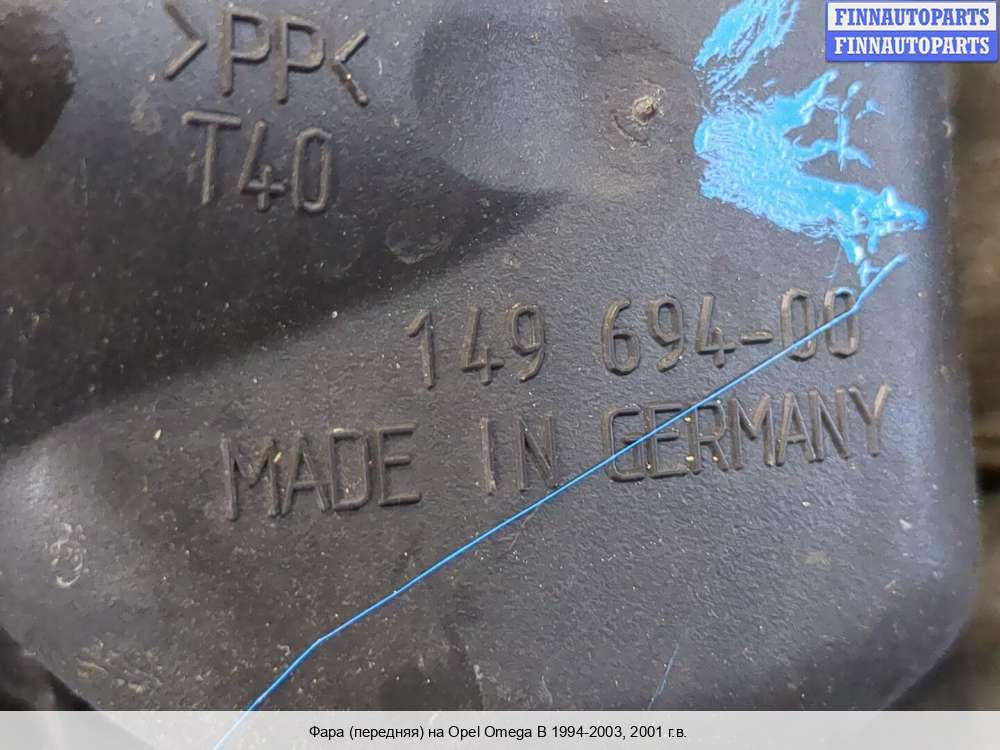 FINNAUTOPARTS
FINNAUTOPARTS
>PP<
T40
149 694-00
MADE IN GERMANY
Фара (передняя) на Opel Omega B 1994-2003, 2001 г.в.